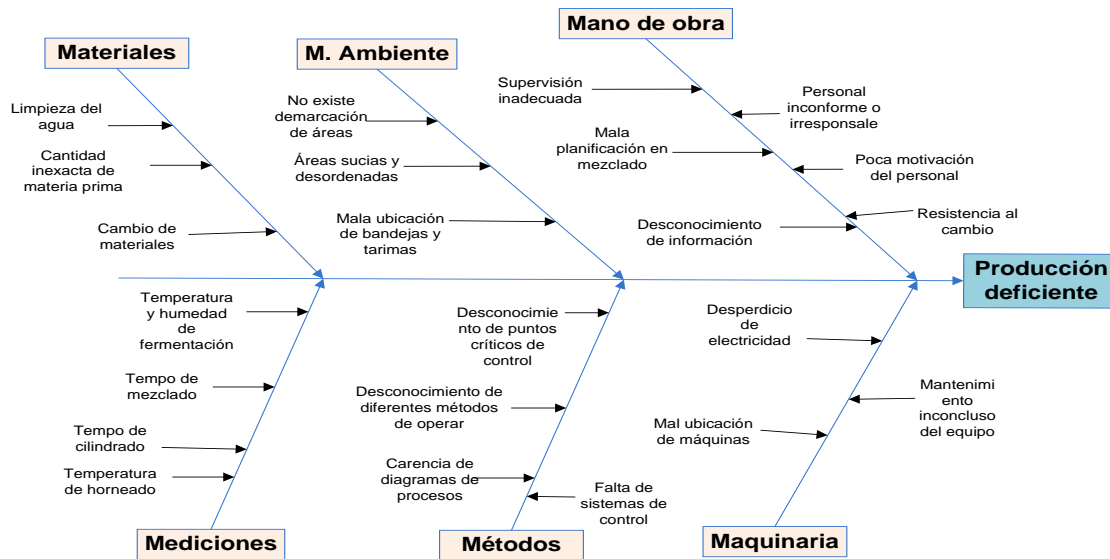 Materiales
M. Ambiente
Mano de obra
Limpieza del
agua
Cantidad
inexacta de
materia prima
Cambio de
materiales
No existe
demarcación
de áreas
Áreas sucias y
desordenadas
Mala ubicación
de bandejas y
tarimas
Supervisión
inadecuada
Mala
planificación en
mezclado
Desconocimiento
de información
Personal
inconforme o
irresponsale
Poca motivación
del personal
Resistencia al
cambio
Producción
deficiente
Temperatura
y humedad
de
fermentación
Tempo de
mezclado
Tempo de
cilindrado
Temperatura
de horneado
Desconocimie
nto de puntos
críticos de
control
Desconocimiento de
diferentes métodos
de operar
Carencia de
diagramas de
procesos
Falta de
sistemas de
control
Desperdicio
de
electricidad
Mal ubicación
de máquinas
Mantenimi
ento
inconcluso
del equipo
Mediciones
Métodos
Maquinaria